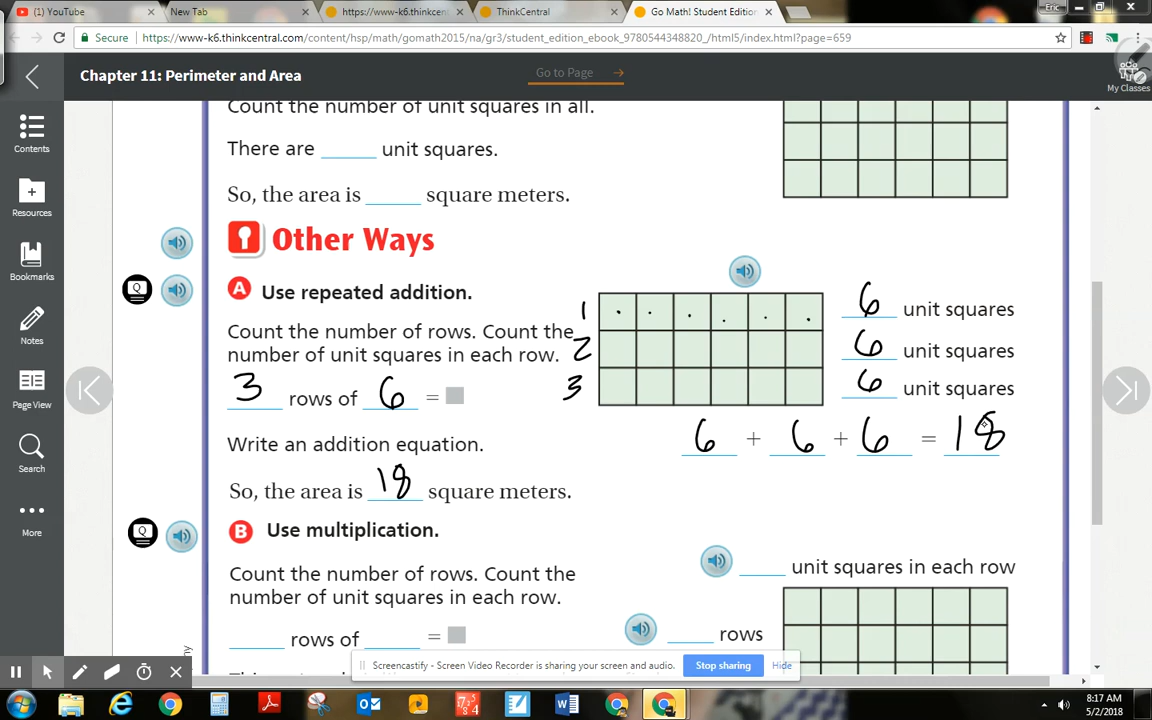 (1) YouTube
New Tab
https://www-k6.thinkcent
ThinkCentral
Go Math! Student Edition
Eric
Secure
https://www-k6.thinkcentral.com/content/hsp/math/gomath2015/na/gr3/student_edition_ebook_9780544348820_/html5/index.html?page=659
Chapter 11: Perimeter and Area
Go to Page →
My Classes
Contents
Resources
Bookmarks
Notes
Page View
Search
More
Count the number of unit squares in all.
There are ____ unit squares.
So, the area is ____ square meters.
Other Ways
Q
A Use repeated addition.
Count the number of rows. Count the
number of unit squares in each row.
3 rows of 6 =
1
2
3
6 unit squares
6 unit squares
6 unit squares
6 + 6 + 6 = 18
Write an addition equation.
So, the area is 18 square meters.
Q
B Use multiplication.
Count the number of rows. Count the
number of unit squares in each row.
____ unit squares in each row
____ rows of ____ =
____ rows
Screencastify - Screen Video Recorder is sharing your screen and audio.
Stop sharing
Hide
8:17 AM
5/2/2018